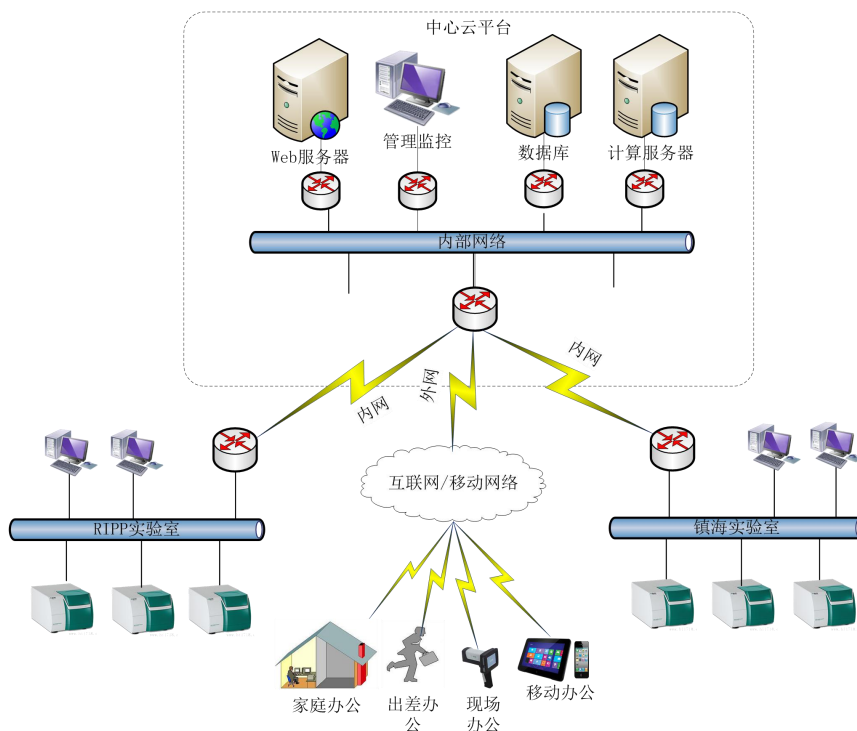 中心云平台
Web服务器
管理监控
数据库
计算服务器
内部网络
内网
外网
内网
互联网/移动网络
RIPP实验室
镇海实验室
家庭办公
出差办
公
现场
办公
移动办公